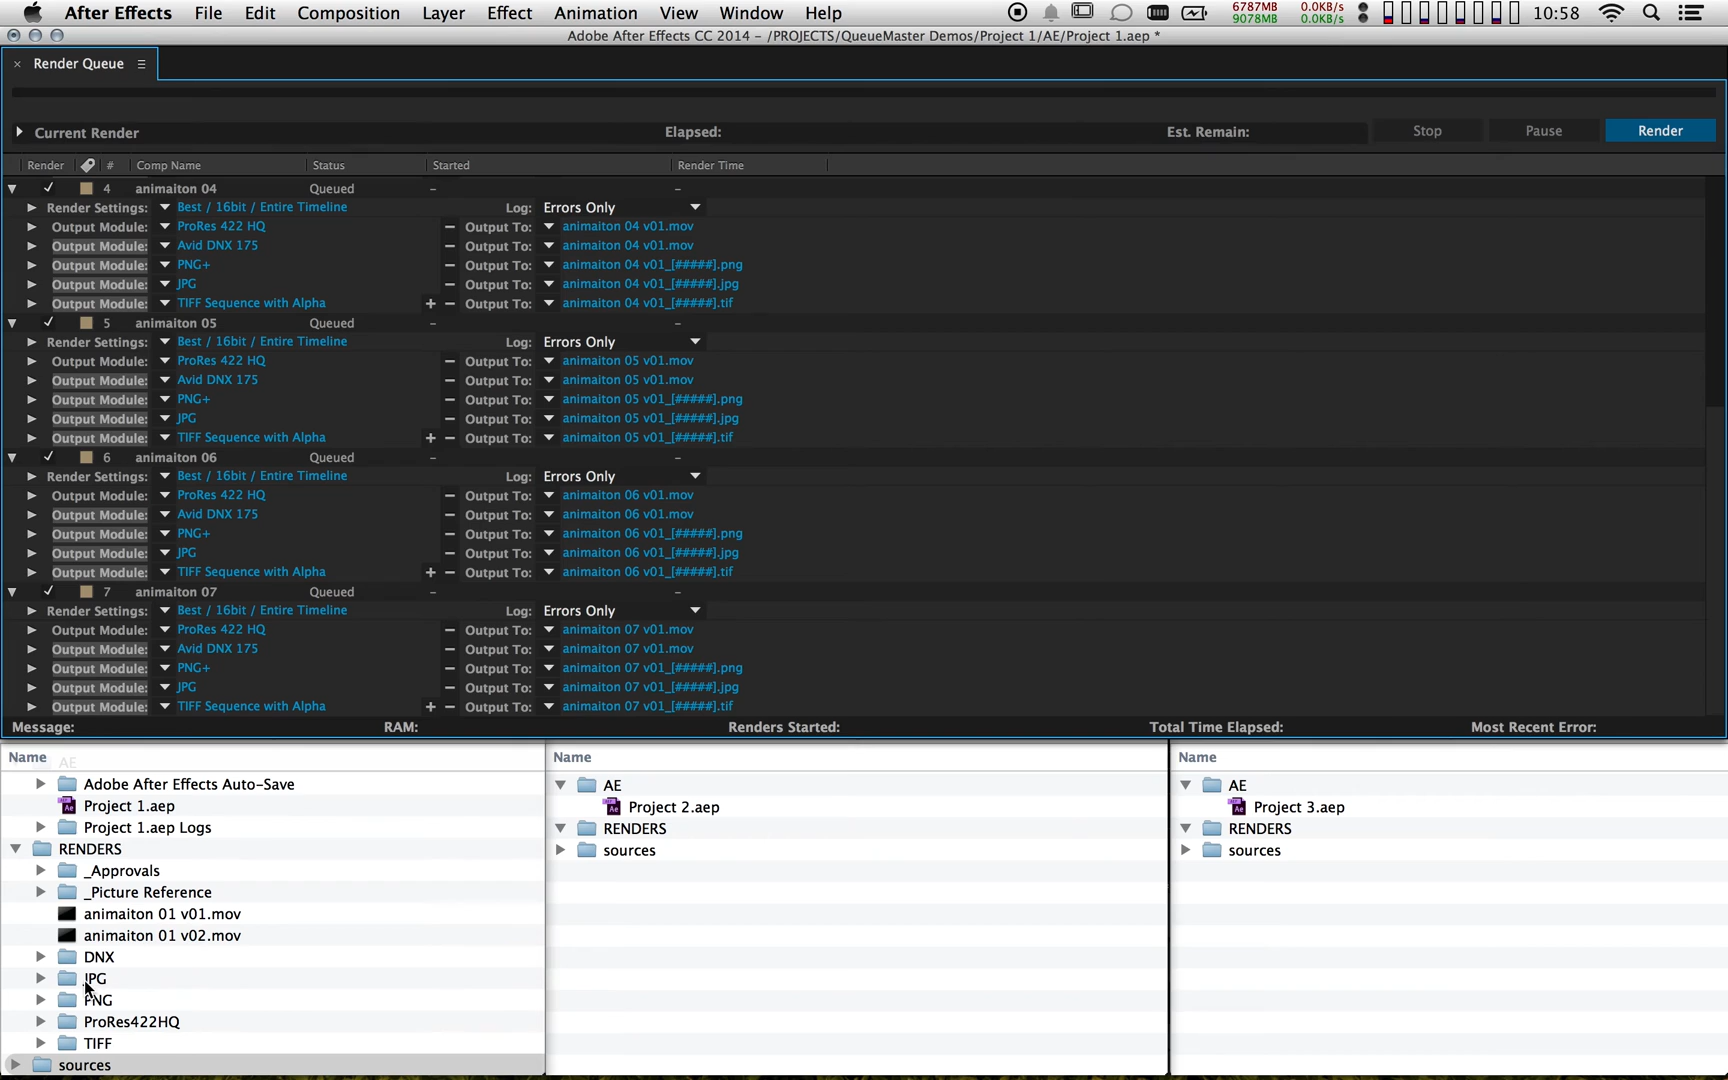 After Effects File Edit Composition Layer Effect Animation View Window Help 6787MB 9078MB 0.0KB/s 0.0KB/s 10:58
Adobe After Effects CC 2014 - /PROJECTS/QueueMaster Demos/Project 1/AE/Project 1.aep *
× Render Queue
Current Render Elapsed: Est. Remain: Stop Pause Render
Render # Comp Name Status Started Render Time
4 animaiton 04 Queued – –
Render Settings: Best / 16bit / Entire Timeline Log: Errors Only
Output Module: ProRes 422 HQ – Output To: animaiton 04 v01.mov
Output Module: Avid DNX 175 – Output To: animaiton 04 v01.mov
Output Module: PNG+ – Output To: animaiton 04 v01_[#####].png
Output Module: JPG – Output To: animaiton 04 v01_[#####].jpg
Output Module: TIFF Sequence with Alpha + – Output To: animaiton 04 v01_[#####].tif
5 animaiton 05 Queued – –
Render Settings: Best / 16bit / Entire Timeline Log: Errors Only
Output Module: ProRes 422 HQ – Output To: animaiton 05 v01.mov
Output Module: Avid DNX 175 – Output To: animaiton 05 v01.mov
Output Module: PNG+ – Output To: animaiton 05 v01_[#####].png
Output Module: JPG – Output To: animaiton 05 v01_[#####].jpg
Output Module: TIFF Sequence with Alpha + – Output To: animaiton 05 v01_[#####].tif
6 animaiton 06 Queued – –
Render Settings: Best / 16bit / Entire Timeline Log: Errors Only
Output Module: ProRes 422 HQ – Output To: animaiton 06 v01.mov
Output Module: Avid DNX 175 – Output To: animaiton 06 v01.mov
Output Module: PNG+ – Output To: animaiton 06 v01_[#####].png
Output Module: JPG – Output To: animaiton 06 v01_[#####].jpg
Output Module: TIFF Sequence with Alpha + – Output To: animaiton 06 v01_[#####].tif
7 animaiton 07 Queued – –
Render Settings: Best / 16bit / Entire Timeline Log: Errors Only
Output Module: ProRes 422 HQ – Output To: animaiton 07 v01.mov
Output Module: Avid DNX 175 – Output To: animaiton 07 v01.mov
Output Module: PNG+ – Output To: animaiton 07 v01_[#####].png
Output Module: JPG – Output To: animaiton 07 v01_[#####].jpg
Output Module: TIFF Sequence with Alpha + – Output To: animaiton 07 v01_[#####].tif
Message: RAM: Renders Started: Total Time Elapsed: Most Recent Error:
Name
AE
Adobe After Effects Auto-Save
Project 1.aep
Project 1.aep Logs
RENDERS
_Approvals
_Picture Reference
animaiton 01 v01.mov
animaiton 01 v02.mov
DNX
JPG
PNG
ProRes422HQ
TIFF
sources
Name
AE
Project 2.aep
RENDERS
sources
Name
AE
Project 3.aep
RENDERS
sources